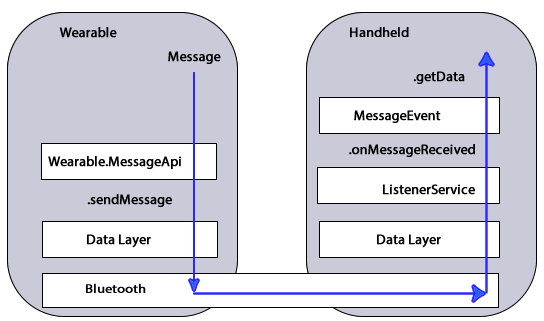 Wearable
Message
Wearable.MessageApi
.sendMessage
Data Layer
Bluetooth
Handheld
.getData
MessageEvent
.onMessageReceived
ListenerService
Data Layer